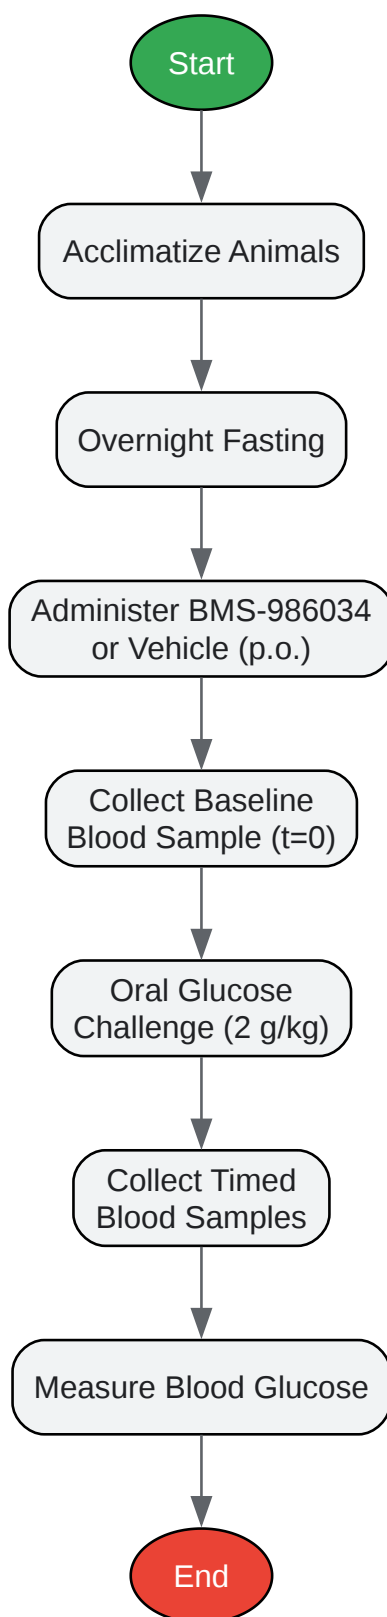 Start
Acclimatize Animals
Overnight Fasting
Administer BMS-986034
or Vehicle (p.o.)
Collect Baseline
Blood Sample (t=0)
Oral Glucose
Challenge (2 g/kg)
Collect Timed
Blood Samples
Measure Blood Glucose
End